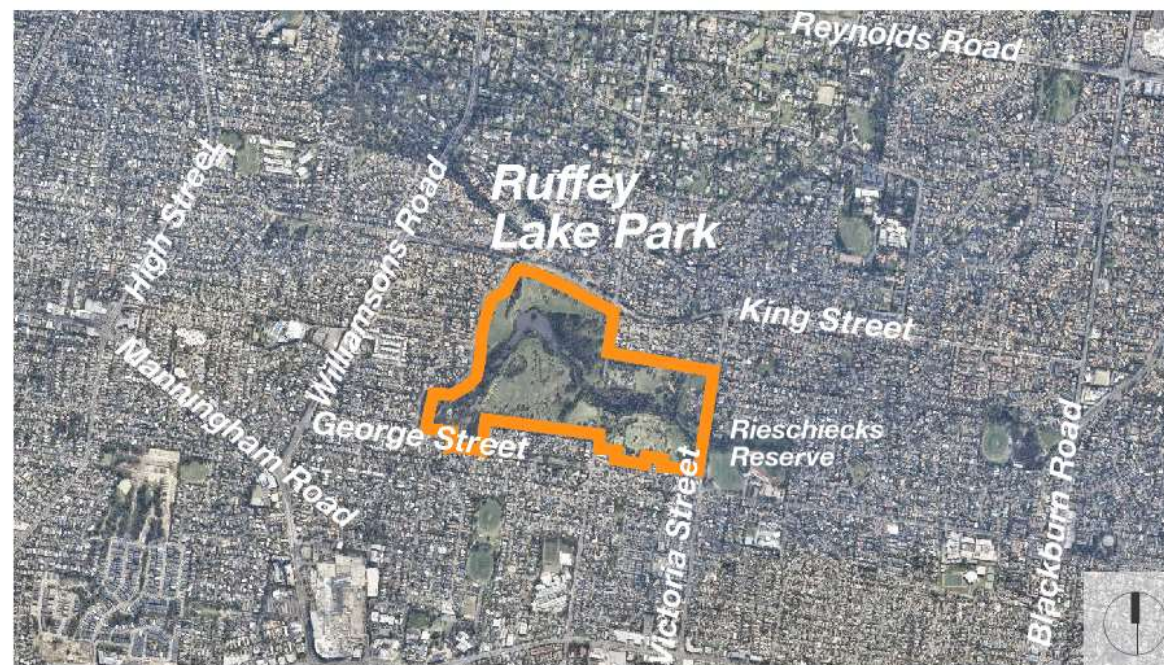 Reynolds Road
High Street
Williamsons Road
Ruffey
Lake Park
King Street
Manningham Road
George Street
Rieschiecks
Reserve
Victoria Street
Blackburn Road